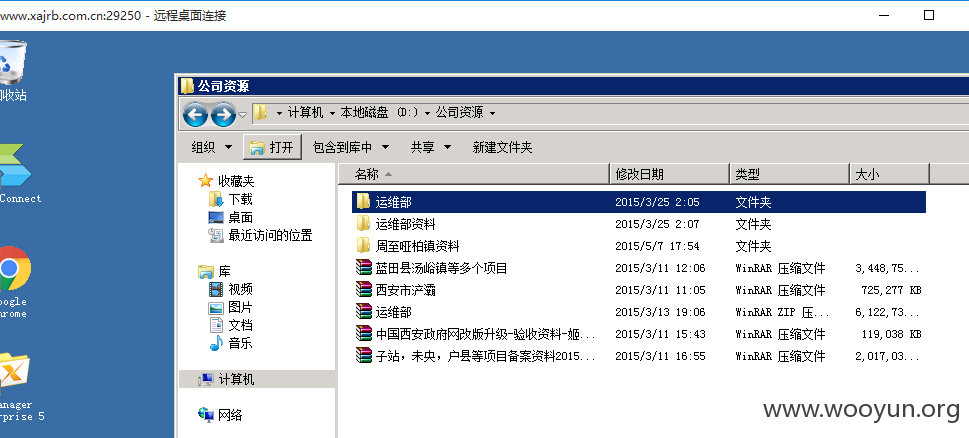 www.xajrb.com.cn:29250 - 远程桌面连接
回收站
公司资源
计算机 本地磁盘 (D:) 公司资源
组织 打开 包含到库中 共享 新建文件夹
名称 修改日期 类型 大小
收藏夹
下载
桌面
最近访问的位置
库
视频
图片
文档
音乐
计算机
网络
运维部 2015/3/25 2:05 文件夹
运维部资料 2015/3/25 2:07 文件夹
周至哑柏镇资料 2015/5/7 17:54 文件夹
蓝田县汤峪镇等多个项目 2015/3/11 12:06 WinRAR 压缩文件 3,448,75...
西安市浐灞 2015/3/11 11:05 WinRAR 压缩文件 725,277 KB
运维部 2015/3/13 19:06 WinRAR ZIP 压... 6,122,73...
中国西安政府网改版升级-验收资料-姬... 2015/3/11 15:43 WinRAR 压缩文件 119,038 KB
子站，未央，户县等项目备案资料2015... 2015/3/11 16:55 WinRAR 压缩文件 2,017,03...
Connect
oogle
hrome
anager
rprise 5
www.wooyun.org